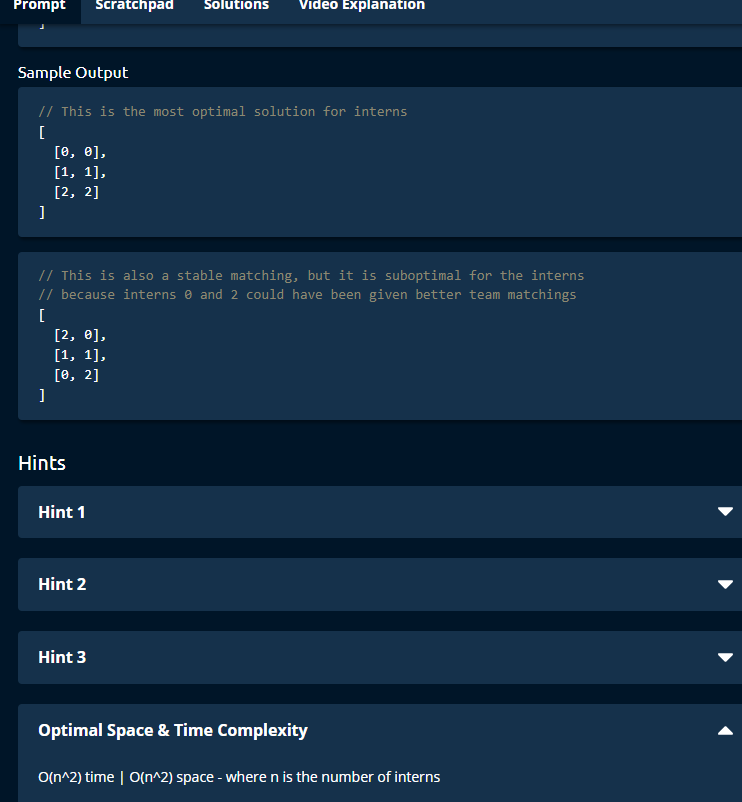 Prompt
Scratchpad
Solutions
Video Explanation
]
Sample Output
// This is the most optimal solution for interns
[
[0, 0],
[1, 1],
[2, 2]
]
// This is also a stable matching, but it is suboptimal for the interns
// because interns 0 and 2 could have been given better team matchings
[
[2, 0],
[1, 1],
[0, 2]
]
Hints
Hint 1
Hint 2
Hint 3
Optimal Space & Time Complexity
O(n^2) time | O(n^2) space - where n is the number of interns